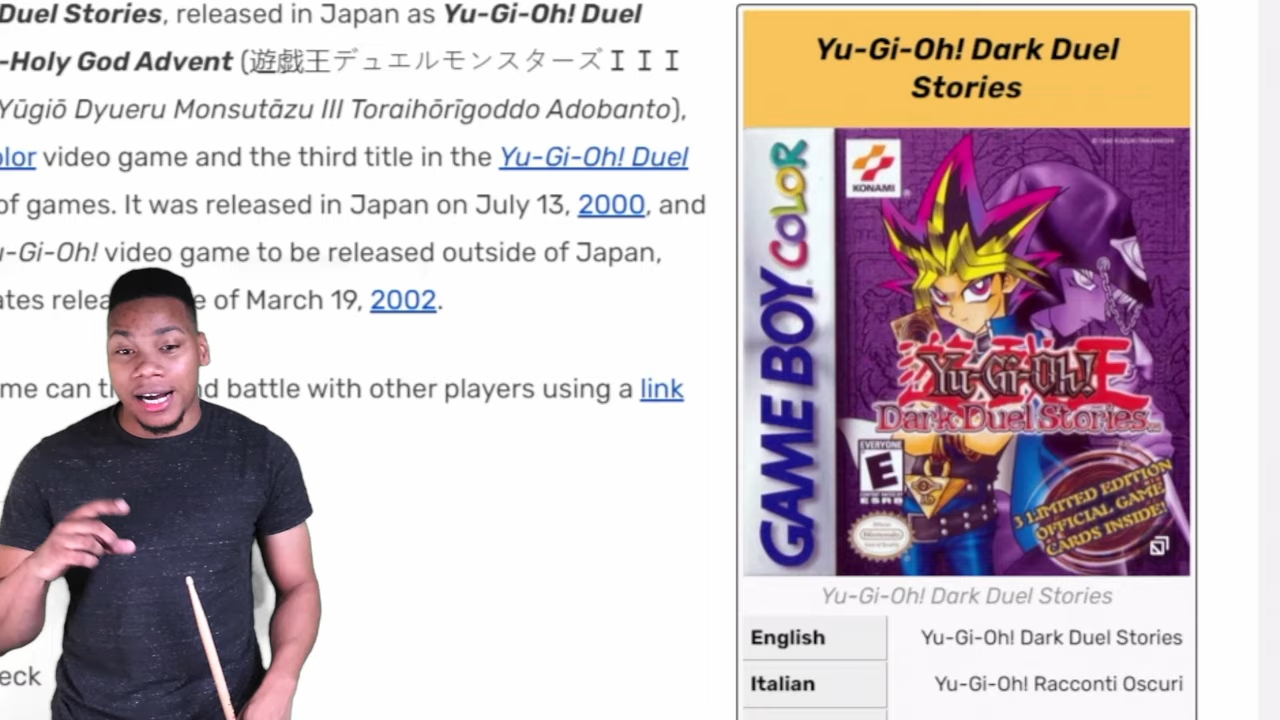 Duel Stories, released in Japan as Yu-Gi-Oh! Duel
-Holy God Advent (遊戯王デュエルモンスターズⅠⅠⅠ
Yūgiō Dyueru Monsutāzu III Toraihōrīgoddo Adobanto),
olor video game and the third title in the Yu-Gi-Oh! Duel
of games. It was released in Japan on July 13, 2000, and
u-Gi-Oh! video game to be released outside of Japan,
ates relea e of March 19, 2002.
me can t nd battle with other players using a link
eck
Yu-Gi-Oh! Dark Duel
Stories
GAME BOY COLOR
KONAMI
遊戯王
Yu-Gi-Oh!
Dark Duel Stories
EVERYONE
E
ESRB
Nintendo
3 LIMITED EDITION
OFFICIAL GAME
CARDS INSIDE!
Yu-Gi-Oh! Dark Duel Stories
English Yu-Gi-Oh! Dark Duel Stories
Italian Yu-Gi-Oh! Racconti Oscuri